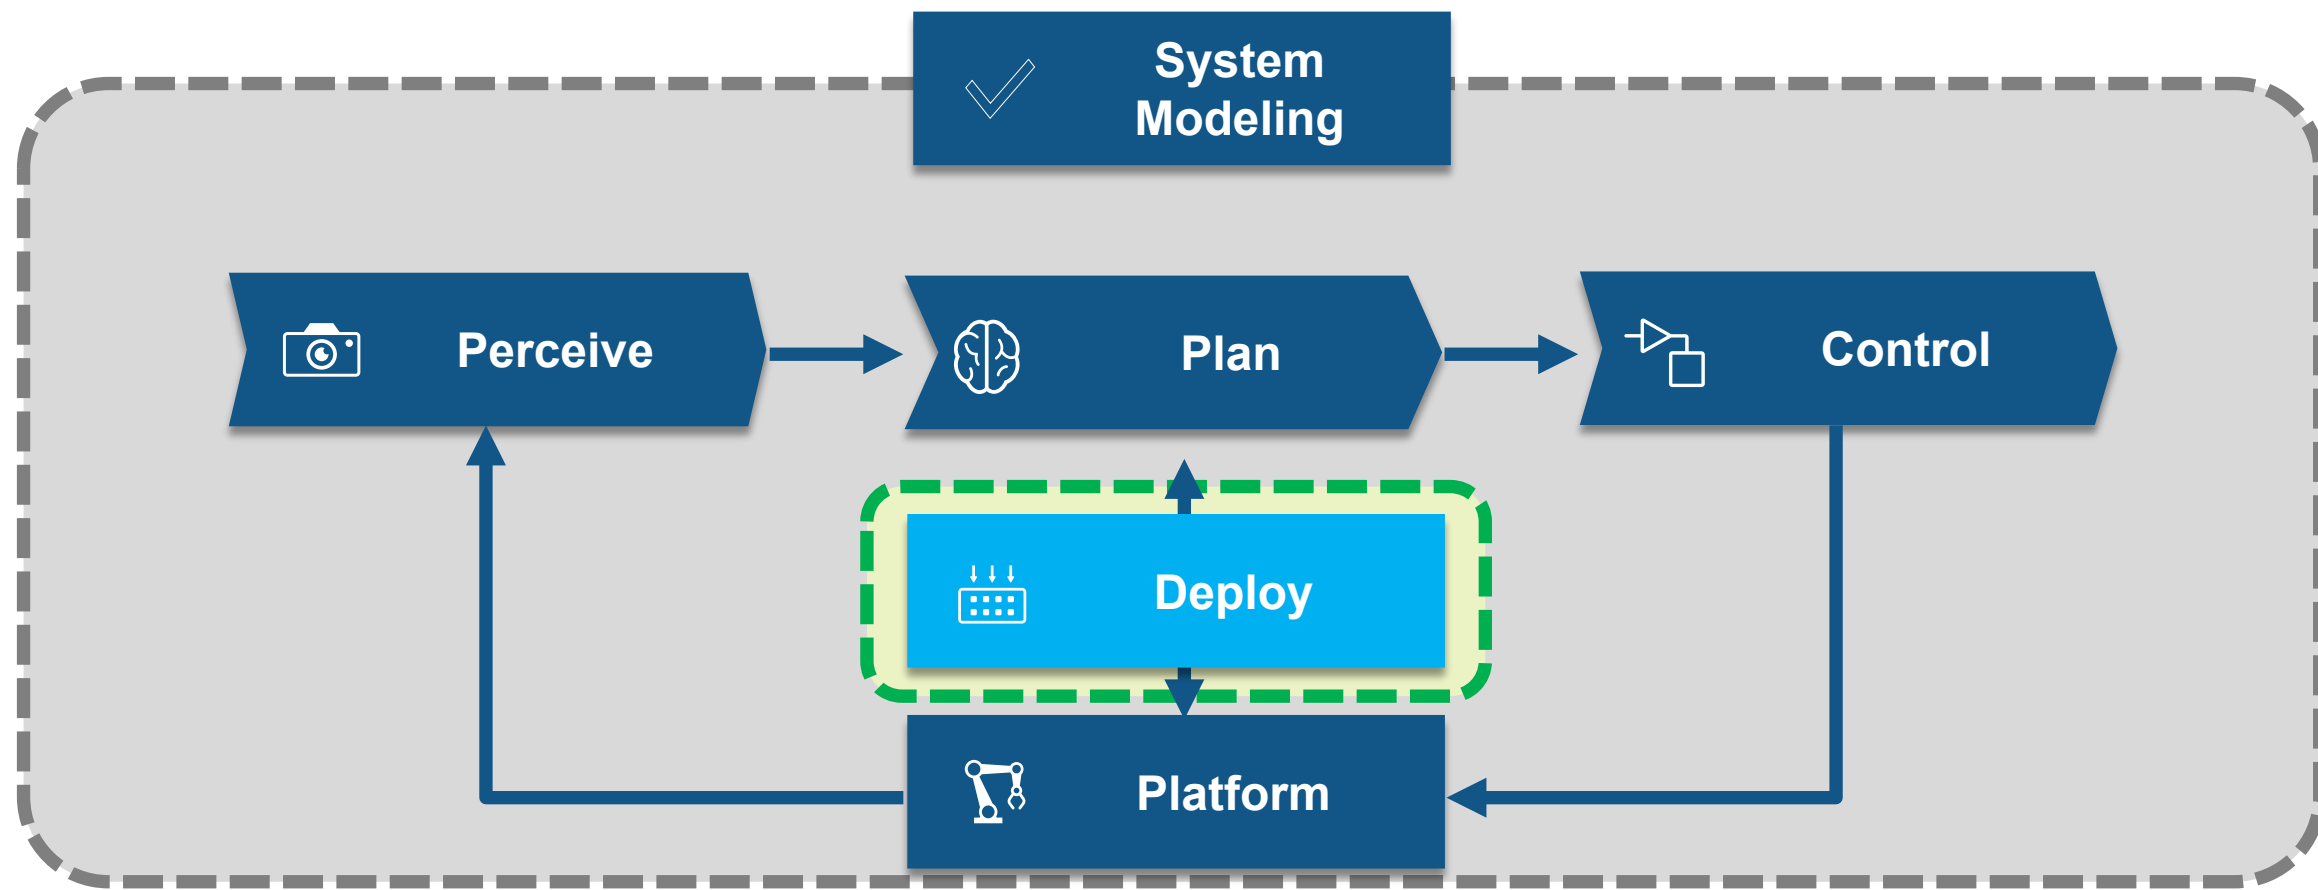 System
Modeling
Perceive
Plan
Control
Deploy
Platform